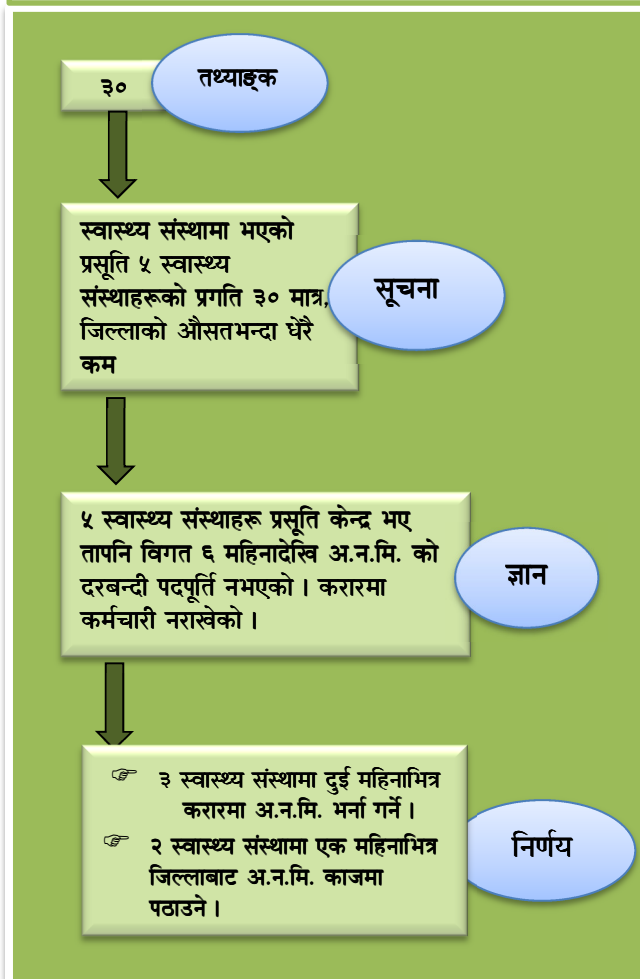 ३०
तथ्याङ्क
स्वास्थ्य संस्थामा भएको
प्रसूति ५ स्वास्थ्य
संस्थाहरूको प्रगति ३० मात्र,
जिल्लाको औसतभन्दा धेरै
कम
सूचना
५ स्वास्थ्य संस्थाहरू प्रसूति केन्द्र भए
तापनि विगत ६ महिनादेखि अ.न.मि. को
दरबन्दी पदपूर्ति नभएको । करारमा
कर्मचारी नराखेको ।
ज्ञान
३ स्वास्थ्य संस्थामा दुई महिनाभित्र
करारमा अ.न.मि. भर्ना गर्ने ।
२ स्वास्थ्य संस्थामा एक महिनाभित्र
जिल्लाबाट अ.न.मि. काजमा
पठाउने ।
निर्णय